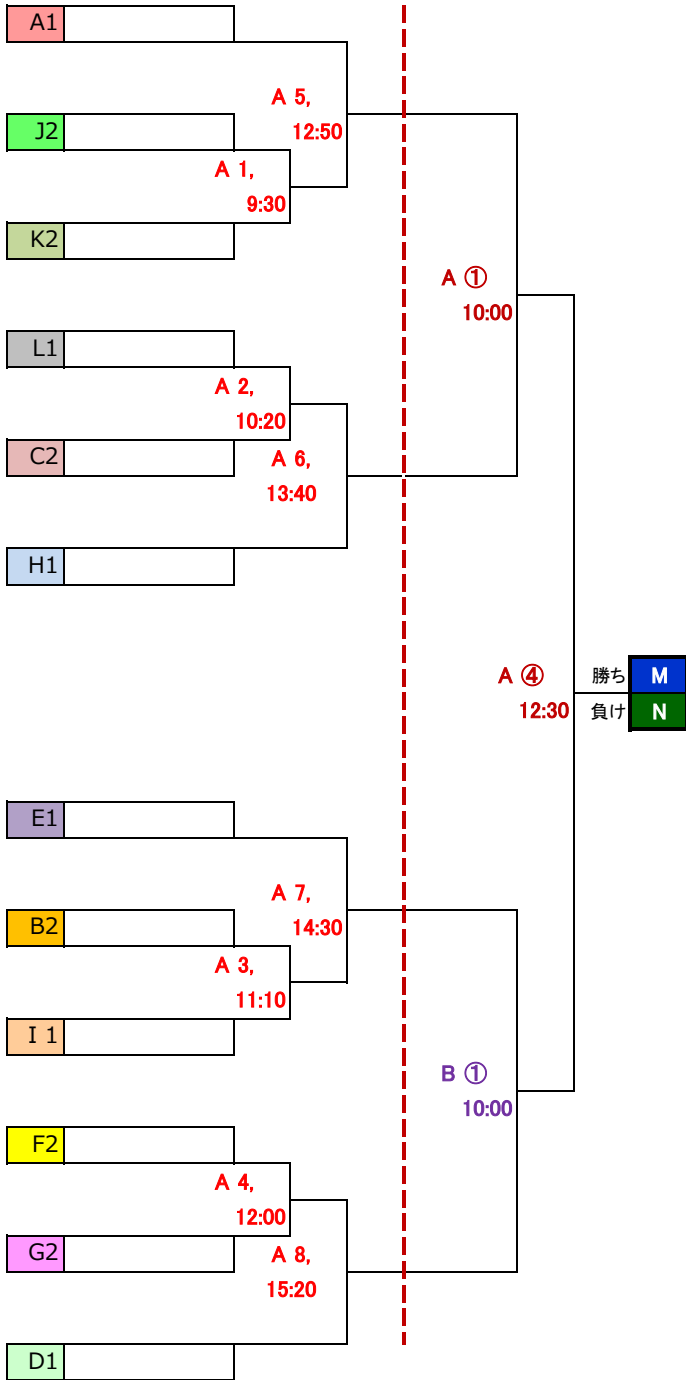 A1
A 5,
J2
12:50
A 1,
9:30
K2
A ①
10:00
L1
A 2,
10:20
C2
A 6,
13:40
H1
A ④
勝ち M
12:30
負け N
E1
A 7,
B2
14:30
A 3,
11:10
I 1
B ①
10:00
F2
A 4,
12:00
G2
A 8,
15:20
D1